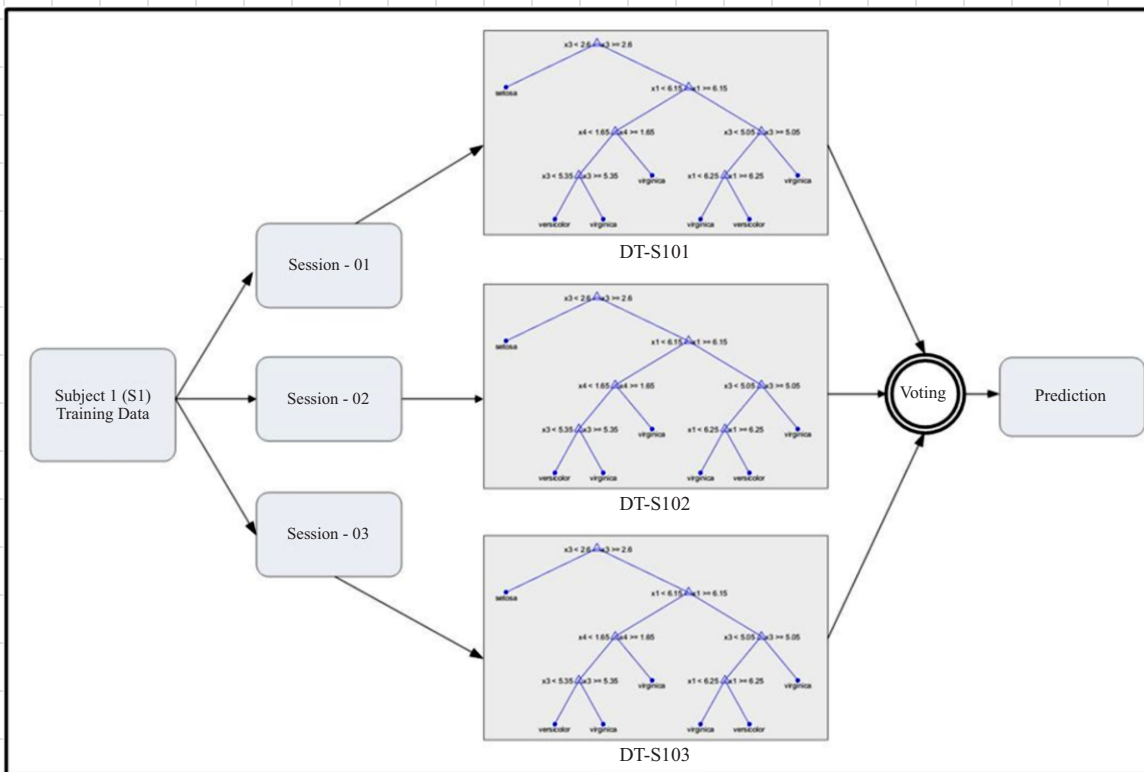 x3 < 2.6 x3 >= 2.6
setosa
x1 < 6.15 x1 >= 6.15
x4 < 1.65 x4 >= 1.65
x3 < 5.05 x3 >= 5.05
x3 < 5.35 x3 >= 5.35
virginica
x1 < 6.25 x1 >= 6.25
virginica
versicolor
virginica
virginica
versicolor
DT-S101
Session - 01
x3 < 2.6 x3 >= 2.6
setosa
x1 < 6.15 x1 >= 6.15
x4 < 1.65 x4 >= 1.65
x3 < 5.05 x3 >= 5.05
x3 < 5.35 x3 >= 5.35
virginica
x1 < 6.25 x1 >= 6.25
virginica
versicolor
virginica
virginica
versicolor
DT-S102
Subject 1 (S1)
Training Data
Session - 02
Voting
Prediction
Session - 03
x3 < 2.6 x3 >= 2.6
setosa
x1 < 6.15 x1 >= 6.15
x4 < 1.65 x4 >= 1.65
x3 < 5.05 x3 >= 5.05
x3 < 5.35 x3 >= 5.35
virginica
x1 < 6.25 x1 >= 6.25
virginica
versicolor
virginica
virginica
versicolor
DT-S103